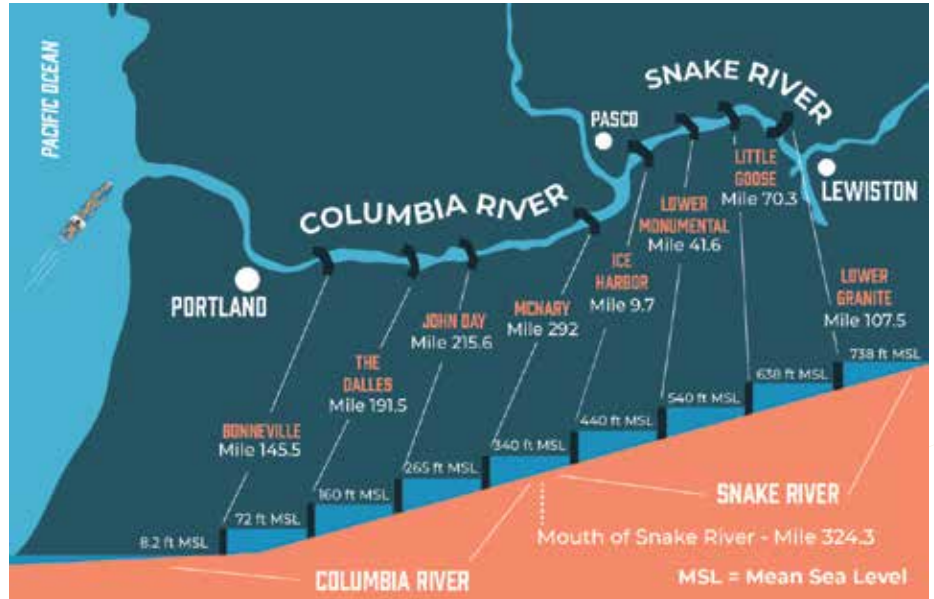 PACIFIC OCEAN
SNAKE RIVER
PASCO
LEWISTON
COLUMBIA RIVER
PORTLAND
LITTLE
GOOSE
Mile 70.3
LOWER
MONUMENTAL
Mile 41.6
ICE
HARBOR
Mile 9.7
LOWER
GRANITE
Mile 107.5
MCNARY
Mile 292
JOHN DAY
Mile 215.6
THE
DALLES
Mile 191.5
BONNEVILLE
Mile 145.5
738 ft MSL
638 ft MSL
540 ft MSL
440 ft MSL
340 ft MSL
265 ft MSL
160 ft MSL
72 ft MSL
8.2 ft MSL
SNAKE RIVER
Mouth of Snake River - Mile 324.3
COLUMBIA RIVER
MSL = Mean Sea Level